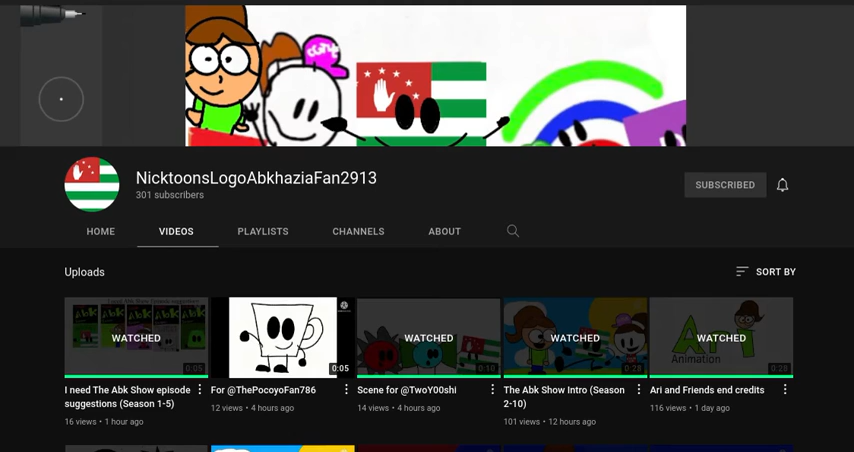 NicktoonsLogoAbkhaziaFan2913
301 subscribers
SUBSCRIBED
HOME
VIDEOS
PLAYLISTS
CHANNELS
ABOUT
Uploads
SORT BY
WATCHED
0:05
I need The Abk Show episode
suggestions (Season 1-5)
16 views • 1 hour ago
0:05
For @ThePocoyoFan786
12 views • 4 hours ago
WATCHED
0:10
Scene for @TwoY00shi
14 views • 4 hours ago
WATCHED
0:28
The Abk Show Intro (Season
2-10)
101 views • 12 hours ago
Ari
Animation
WATCHED
0:28
Ari and Friends end credits
116 views • 1 day ago